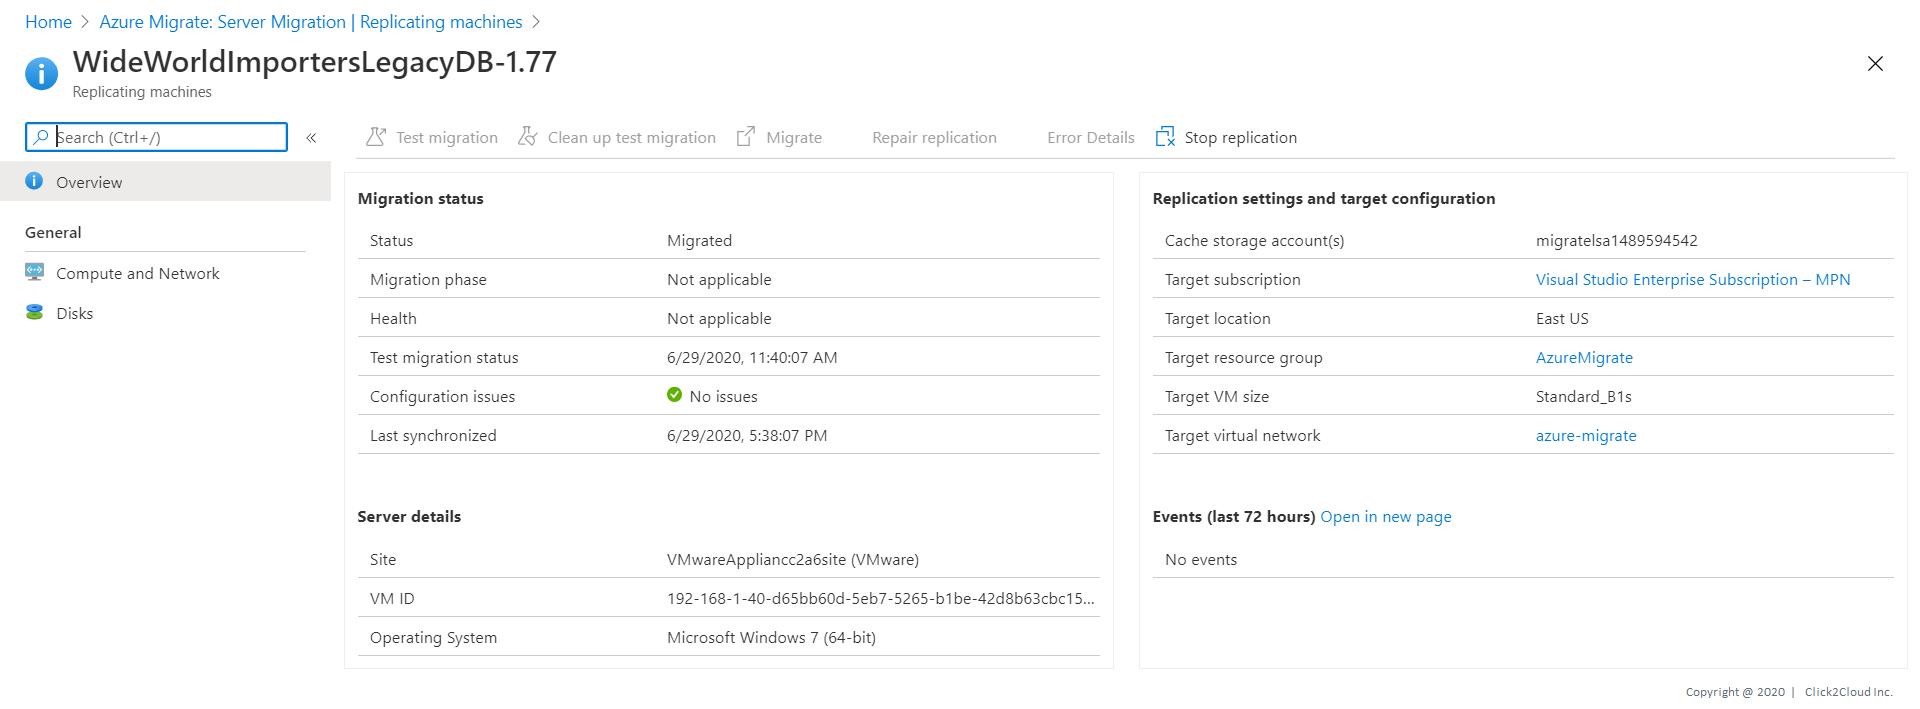 Home > Azure Migrate: Server Migration | Replicating machines >
WideWorldImportersLegacyDB-1.77
Replicating machines
Search (Ctrl+/)
«
Overview
General
Compute and Network
Disks
Test migration Clean up test migration Migrate Repair replication Error Details Stop replication
Migration status
Status Migrated
Migration phase Not applicable
Health Not applicable
Test migration status 6/29/2020, 11:40:07 AM
Configuration issues No issues
Last synchronized 6/29/2020, 5:38:07 PM
Server details
Site VMwareAppliancc2a6site (VMware)
VM ID 192-168-1-40-d65bb60d-5eb7-5265-b1be-42d8b63cbc15...
Operating System Microsoft Windows 7 (64-bit)
Replication settings and target configuration
Cache storage account(s) migratelsa1489594542
Target subscription Visual Studio Enterprise Subscription – MPN
Target location East US
Target resource group AzureMigrate
Target VM size Standard_B1s
Target virtual network azure-migrate
Events (last 72 hours) Open in new page
No events
Copyright @ 2020 | Click2Cloud Inc.